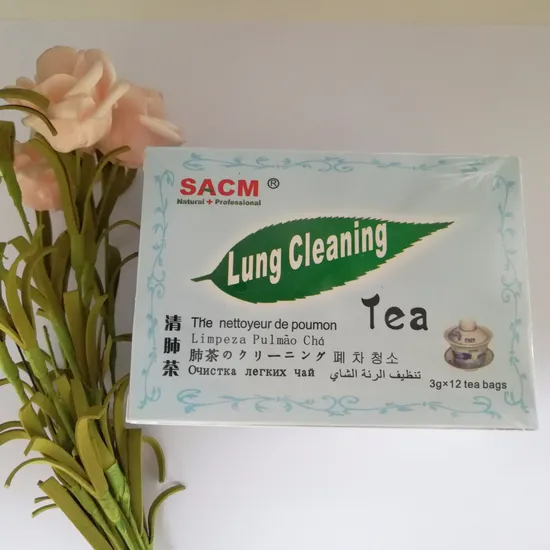 SACM ®
Natural + Professional
Lung Cleaning
Tea
清肺茶
The nettoyeur de poumon
Limpeza Pulmão Chá
肺茶のクリーニング 폐 차 청소
Очистка легких чай تنظيف الرئة الشاي
3g×12 tea bags